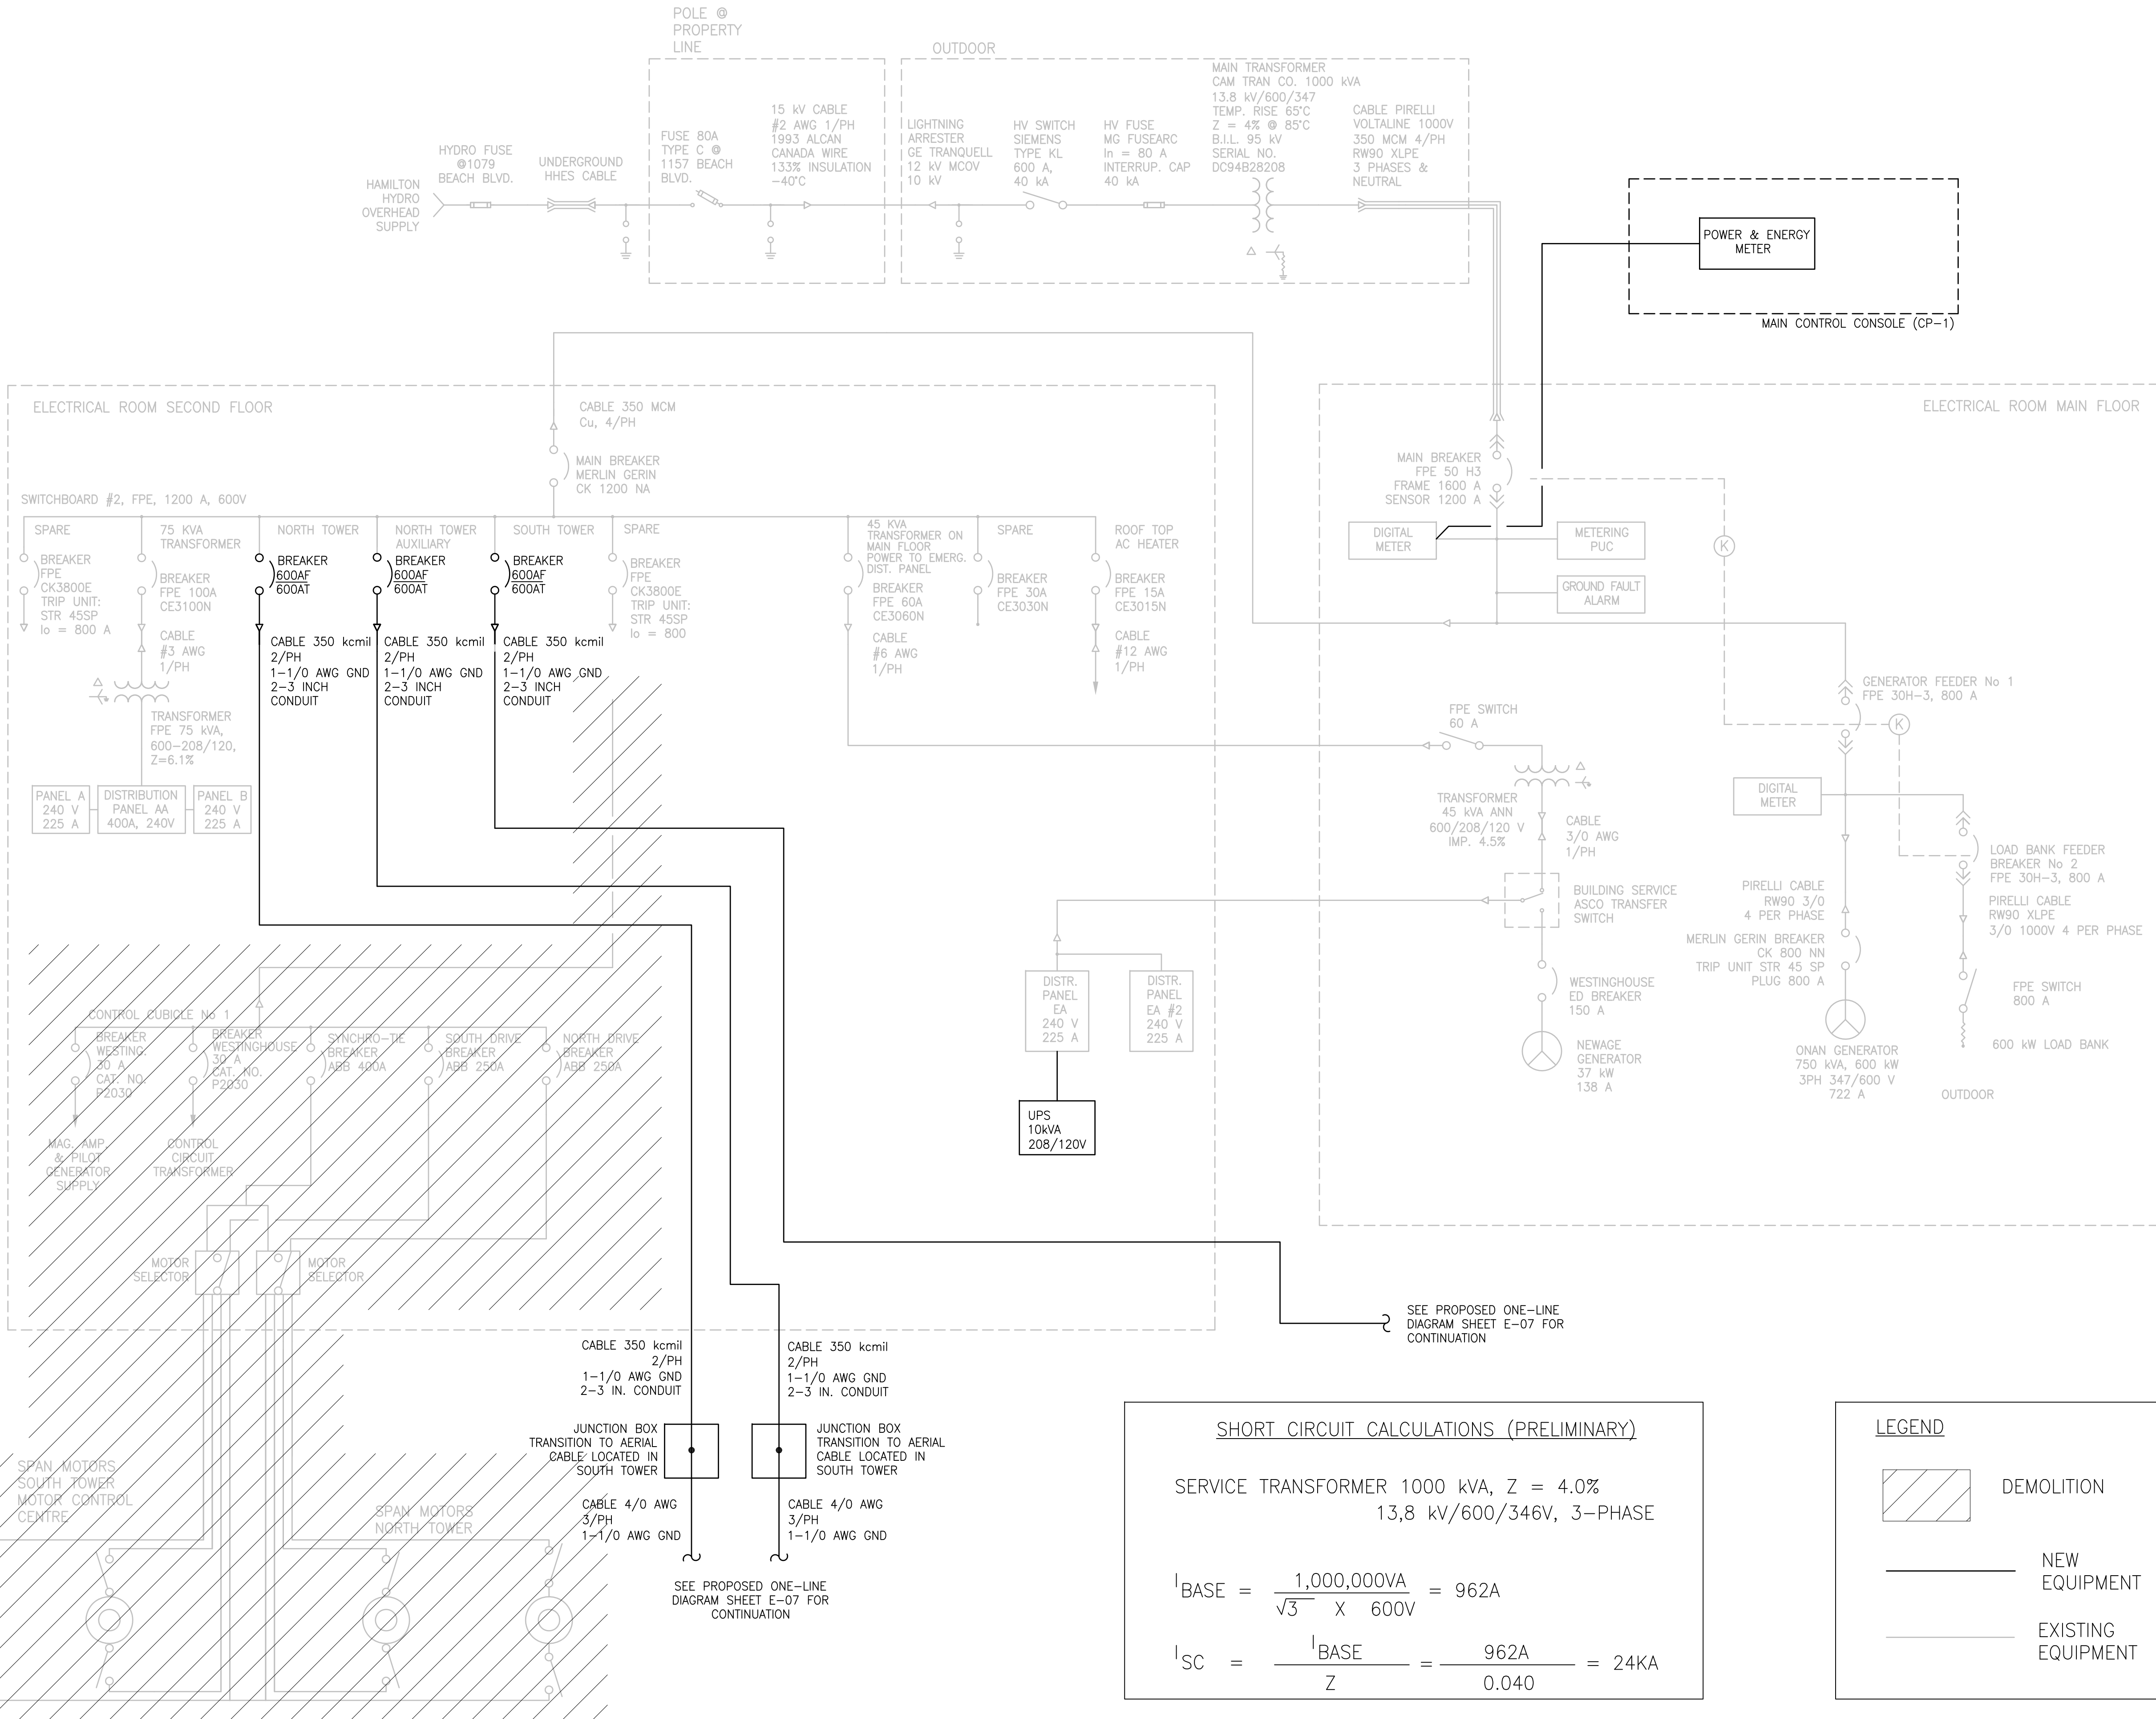 POLE @
PROPERTY
LINE
OUTDOOR
HAMILTON
HYDRO
OVERHEAD
SUPPLY
HYDRO FUSE
@1079
BEACH BLVD.
UNDERGROUND
HHES CABLE
FUSE 80A
TYPE C @
1157 BEACH
BLVD.
15 kV CABLE
#2 AWG 1/PH
1993 ALCAN
CANADA WIRE
133% INSULATION
-40°C
LIGHTNING
ARRESTER
GE TRANQUELL
12 kV MCOV
10 kV
HV SWITCH
SIEMENS
TYPE KL
600 A,
40 kA
HV FUSE
MG FUSEARC
In = 80 A
INTERRUP. CAP
40 kA
MAIN TRANSFORMER
CAM TRAN CO. 1000 kVA
13.8 kV/600/347
TEMP. RISE 65°C
Z = 4% @ 85°C
B.I.L. 95 kV
SERIAL NO.
DC94B28208
CABLE PIRELLI
VOLTALINE 1000V
350 MCM 4/PH
RW90 XLPE
3 PHASES &
NEUTRAL
POWER & ENERGY
METER
MAIN CONTROL CONSOLE (CP-1)
ELECTRICAL ROOM SECOND FLOOR
CABLE 350 MCM
Cu, 4/PH
MAIN BREAKER
MERLIN GERIN
CK 1200 NA
SWITCHBOARD #2, FPE, 1200 A, 600V
SPARE
BREAKER
FPE
CK3800E
TRIP UNIT:
STR 45SP
Io = 800 A
75 KVA
TRANSFORMER
BREAKER
FPE 100A
CE3100N
CABLE
#3 AWG
1/PH
TRANSFORMER
FPE 75 kVA,
600-208/120,
Z=6.1%
PANEL A
240 V
225 A
DISTRIBUTION
PANEL AA
400A, 240V
PANEL B
240 V
225 A
NORTH TOWER
BREAKER
600AF
600AT
CABLE 350 kcmil
2/PH
1-1/0 AWG GND
2-3 INCH
CONDUIT
NORTH TOWER
AUXILIARY
BREAKER
600AF
600AT
CABLE 350 kcmil
2/PH
1-1/0 AWG GND
2-3 INCH
CONDUIT
SOUTH TOWER
BREAKER
600AF
600AT
CABLE 350 kcmil
2/PH
1-1/0 AWG GND
2-3 INCH
CONDUIT
SPARE
BREAKER
FPE
CK3800E
TRIP UNIT:
STR 45SP
Io = 800
45 KVA
TRANSFORMER ON
MAIN FLOOR
POWER TO EMERG.
DIST. PANEL
BREAKER
FPE 60A
CE3060N
CABLE
#6 AWG
1/PH
SPARE
BREAKER
FPE 30A
CE3030N
ROOF TOP
AC HEATER
BREAKER
FPE 15A
CE3015N
CABLE
#12 AWG
1/PH
ELECTRICAL ROOM MAIN FLOOR
MAIN BREAKER
FPE 50 H3
FRAME 1600 A
SENSOR 1200 A
DIGITAL
METER
METERING
PUC
GROUND FAULT
ALARM
K
K
GENERATOR FEEDER No 1
FPE 30H-3, 800 A
FPE SWITCH
60 A
TRANSFORMER
45 kVA ANN
600/208/120 V
IMP. 4.5%
CABLE
3/0 AWG
1/PH
DIGITAL
METER
LOAD BANK FEEDER
BREAKER No 2
FPE 30H-3, 800 A
BUILDING SERVICE
ASCO TRANSFER
SWITCH
PIRELLI CABLE
RW90 3/0
4 PER PHASE
PIRELLI CABLE
RW90 XLPE
3/0 1000V 4 PER PHASE
MERLIN GERIN BREAKER
CK 800 NN
TRIP UNIT STR 45 SP
PLUG 800 A
DISTR.
PANEL
EA
240 V
225 A
DISTR.
PANEL
EA #2
240 V
225 A
WESTINGHOUSE
ED BREAKER
150 A
FPE SWITCH
800 A
NEWAGE
GENERATOR
37 kW
138 A
ONAN GENERATOR
750 kVA, 600 kW
3PH 347/600 V
722 A
600 kW LOAD BANK
OUTDOOR
UPS
10kVA
208/120V
CONTROL CUBICLE No 1
BREAKER
WESTING.
30 A
CAT. NO.
P2030
BREAKER
WESTINGHOUSE
30 A
CAT. NO.
P2030
SYNCHRO-TIE
BREAKER
ABB 400A
SOUTH DRIVE
BREAKER
ABB 250A
NORTH DRIVE
BREAKER
ABB 250A
MAG. AMP.
& PILOT
GENERATOR
SUPPLY
CONTROL
CIRCUIT
TRANSFORMER
MOTOR
SELECTOR
MOTOR
SELECTOR
SEE PROPOSED ONE-LINE
DIAGRAM SHEET E-07 FOR
CONTINUATION
CABLE 350 kcmil
2/PH
1-1/0 AWG GND
2-3 IN. CONDUIT
CABLE 350 kcmil
2/PH
1-1/0 AWG GND
2-3 IN. CONDUIT
JUNCTION BOX
TRANSITION TO AERIAL
CABLE LOCATED IN
SOUTH TOWER
JUNCTION BOX
TRANSITION TO AERIAL
CABLE LOCATED IN
SOUTH TOWER
SPAN MOTORS
SOUTH TOWER
MOTOR CONTROL
CENTRE
SPAN MOTORS
NORTH TOWER
CABLE 4/0 AWG
3/PH
1-1/0 AWG GND
CABLE 4/0 AWG
3/PH
1-1/0 AWG GND
SEE PROPOSED ONE-LINE
DIAGRAM SHEET E-07 FOR
CONTINUATION
SHORT CIRCUIT CALCULATIONS (PRELIMINARY)
SERVICE TRANSFORMER 1000 kVA, Z = 4.0%
13,8 kV/600/346V, 3-PHASE
I BASE = 1,000,000VA / √3 X 600V = 962A
I SC = I BASE / Z = 962A / 0.040 = 24KA
LEGEND
DEMOLITION
NEW
EQUIPMENT
EXISTING
EQUIPMENT